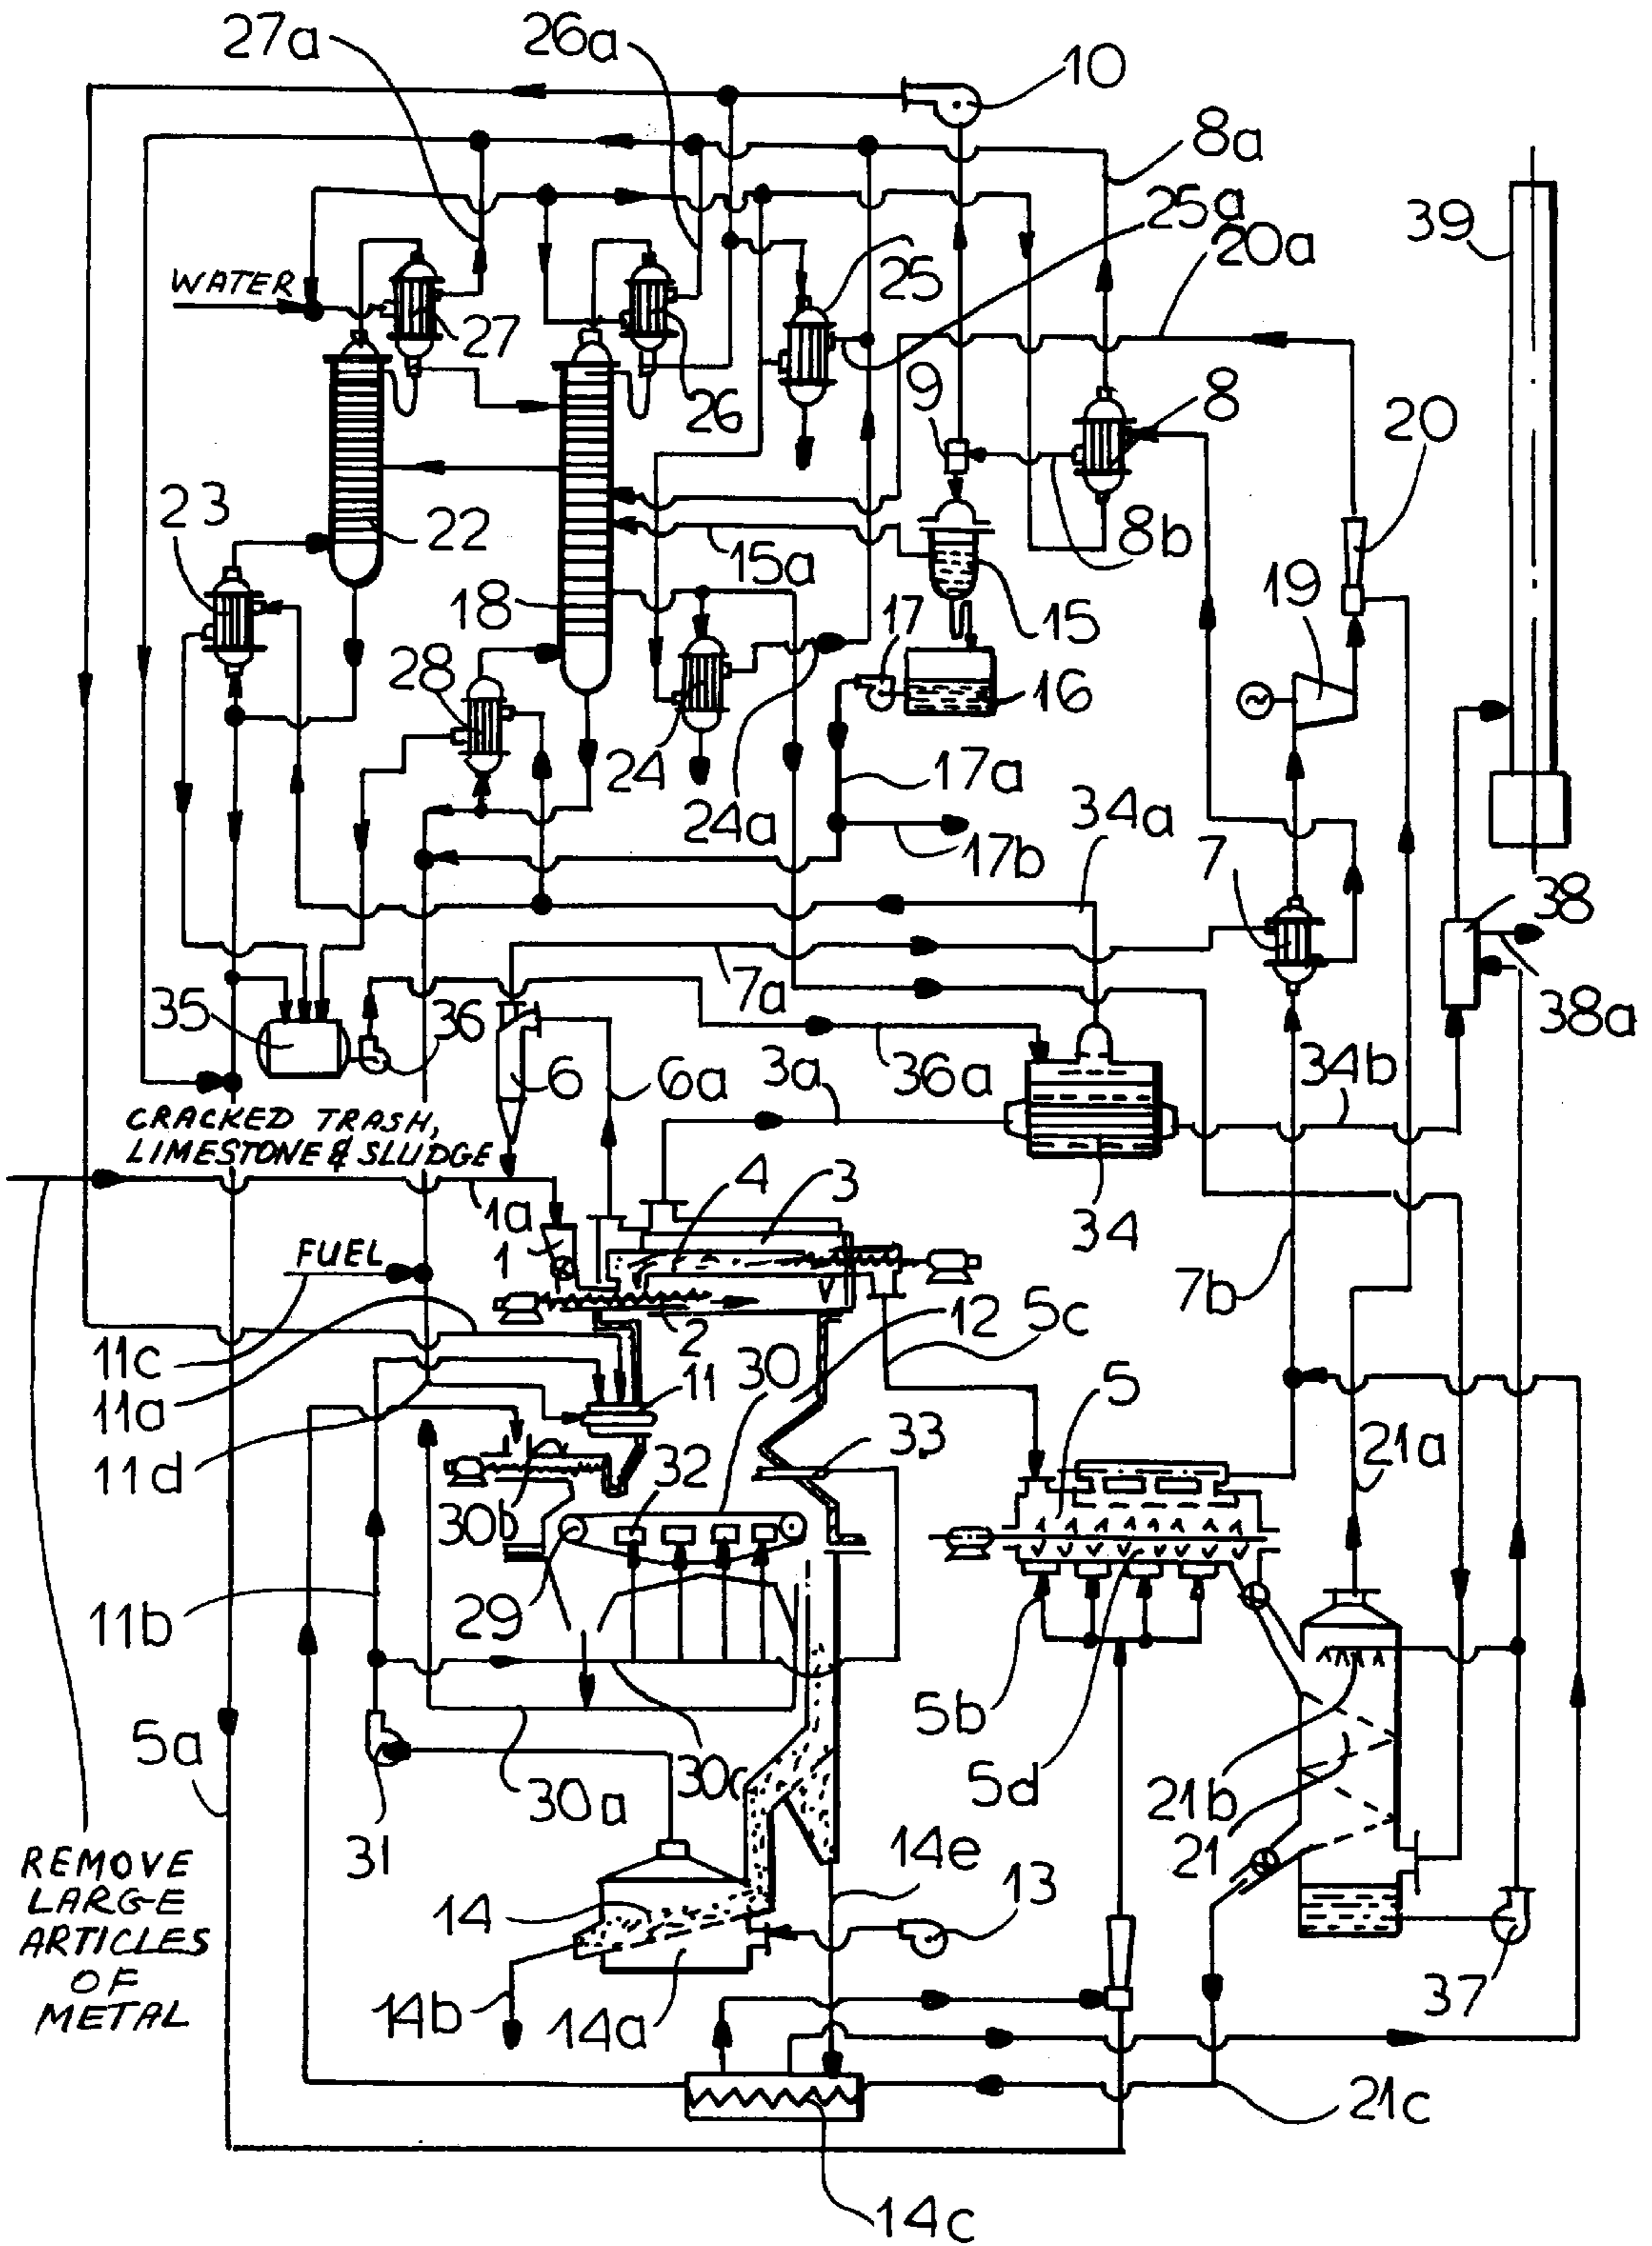 27a
26a
10
8a
25a
20a
39
WATER
25
27
26
9
8
20
23
22
15a
8b
19
18
17
15
28
16
24
17a
24a
34a
17b
7
38
7a
35
36
38a
6
6a
3a
36a
34b
CRACKED TRASH,
LIMESTONE & SLUDGE
4
3
34
1a
1
FUEL
7b
2
12
5c
11c
30
11
5
11a
33
21a
11d
32
30b
11b
29
5b
5a
5d
30c
21b
30a
21
31
14e
REMOVE
LARGE
ARTICLES
OF
METAL
14
13
14b
14a
37
21c
14c